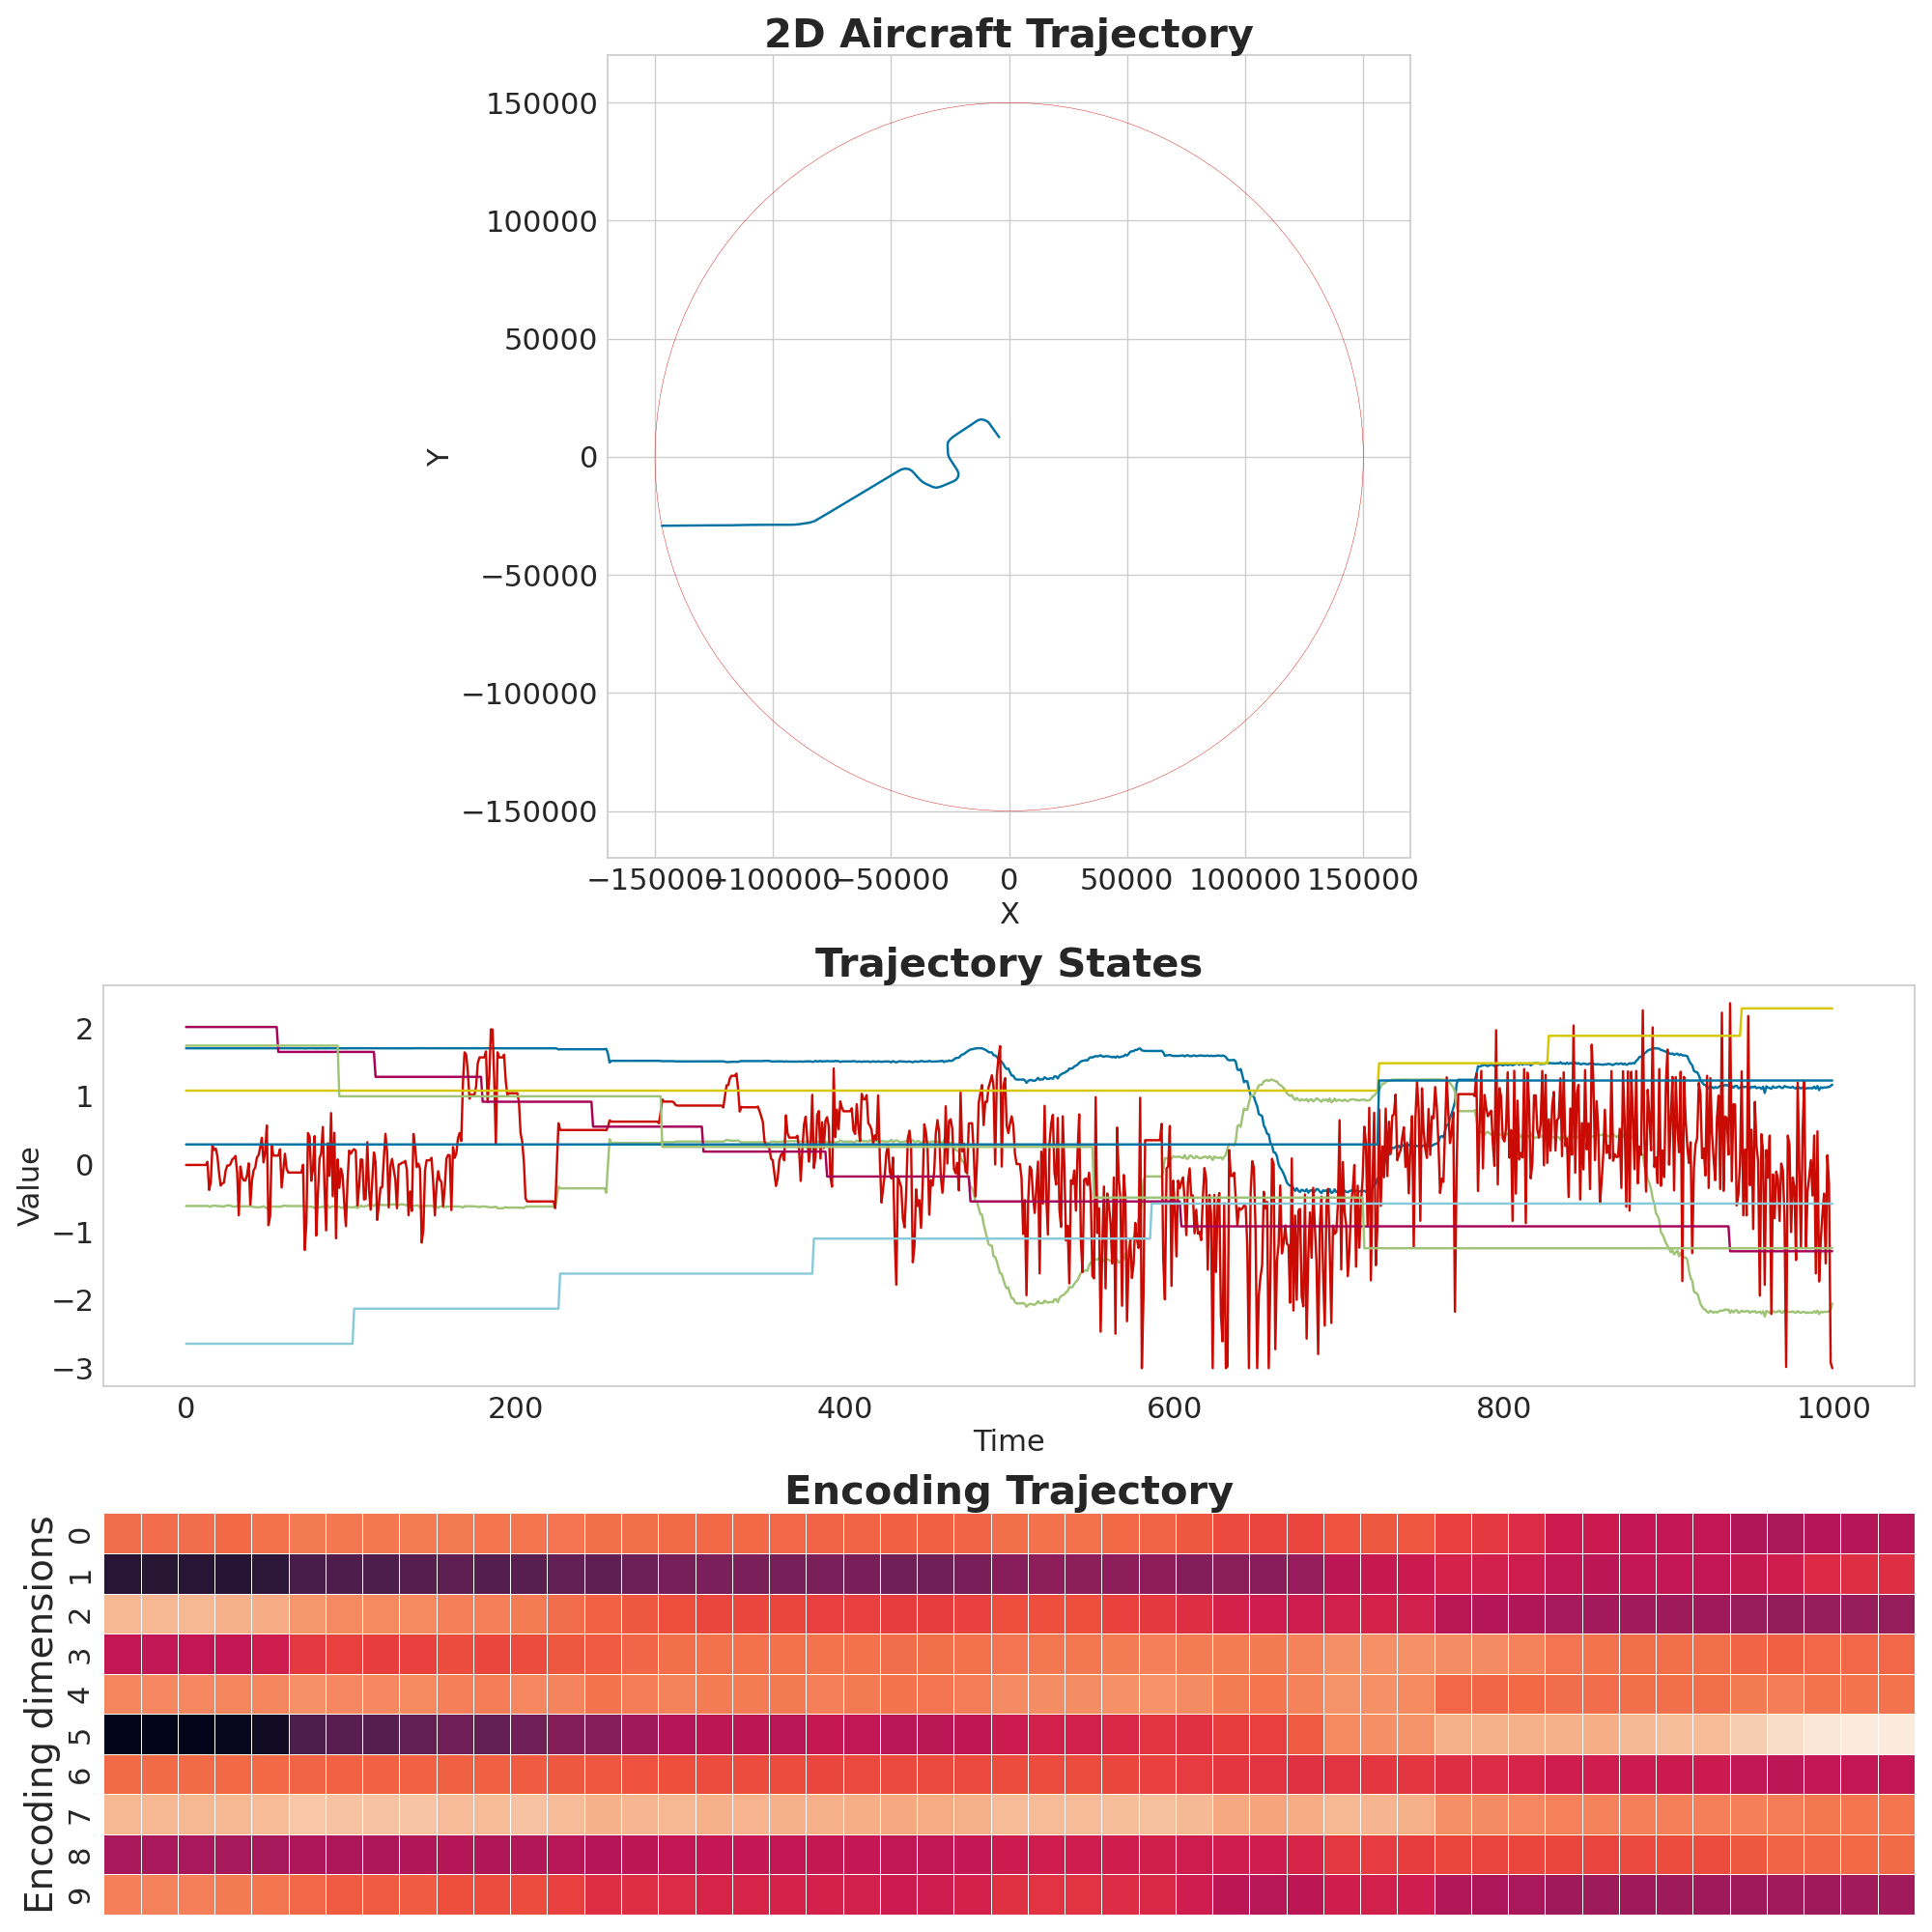 2D Aircraft Trajectory
150000
100000
50000
0
−50000
−100000
−150000
Y
−150000 −100000 −50000 0 50000 100000 150000
X
Trajectory States
2
1
0
−1
−2
−3
Value
0 200 400 600 800 1000
Time
Encoding Trajectory
0
1
2
3
4
5
6
7
8
9
Encoding dimensions